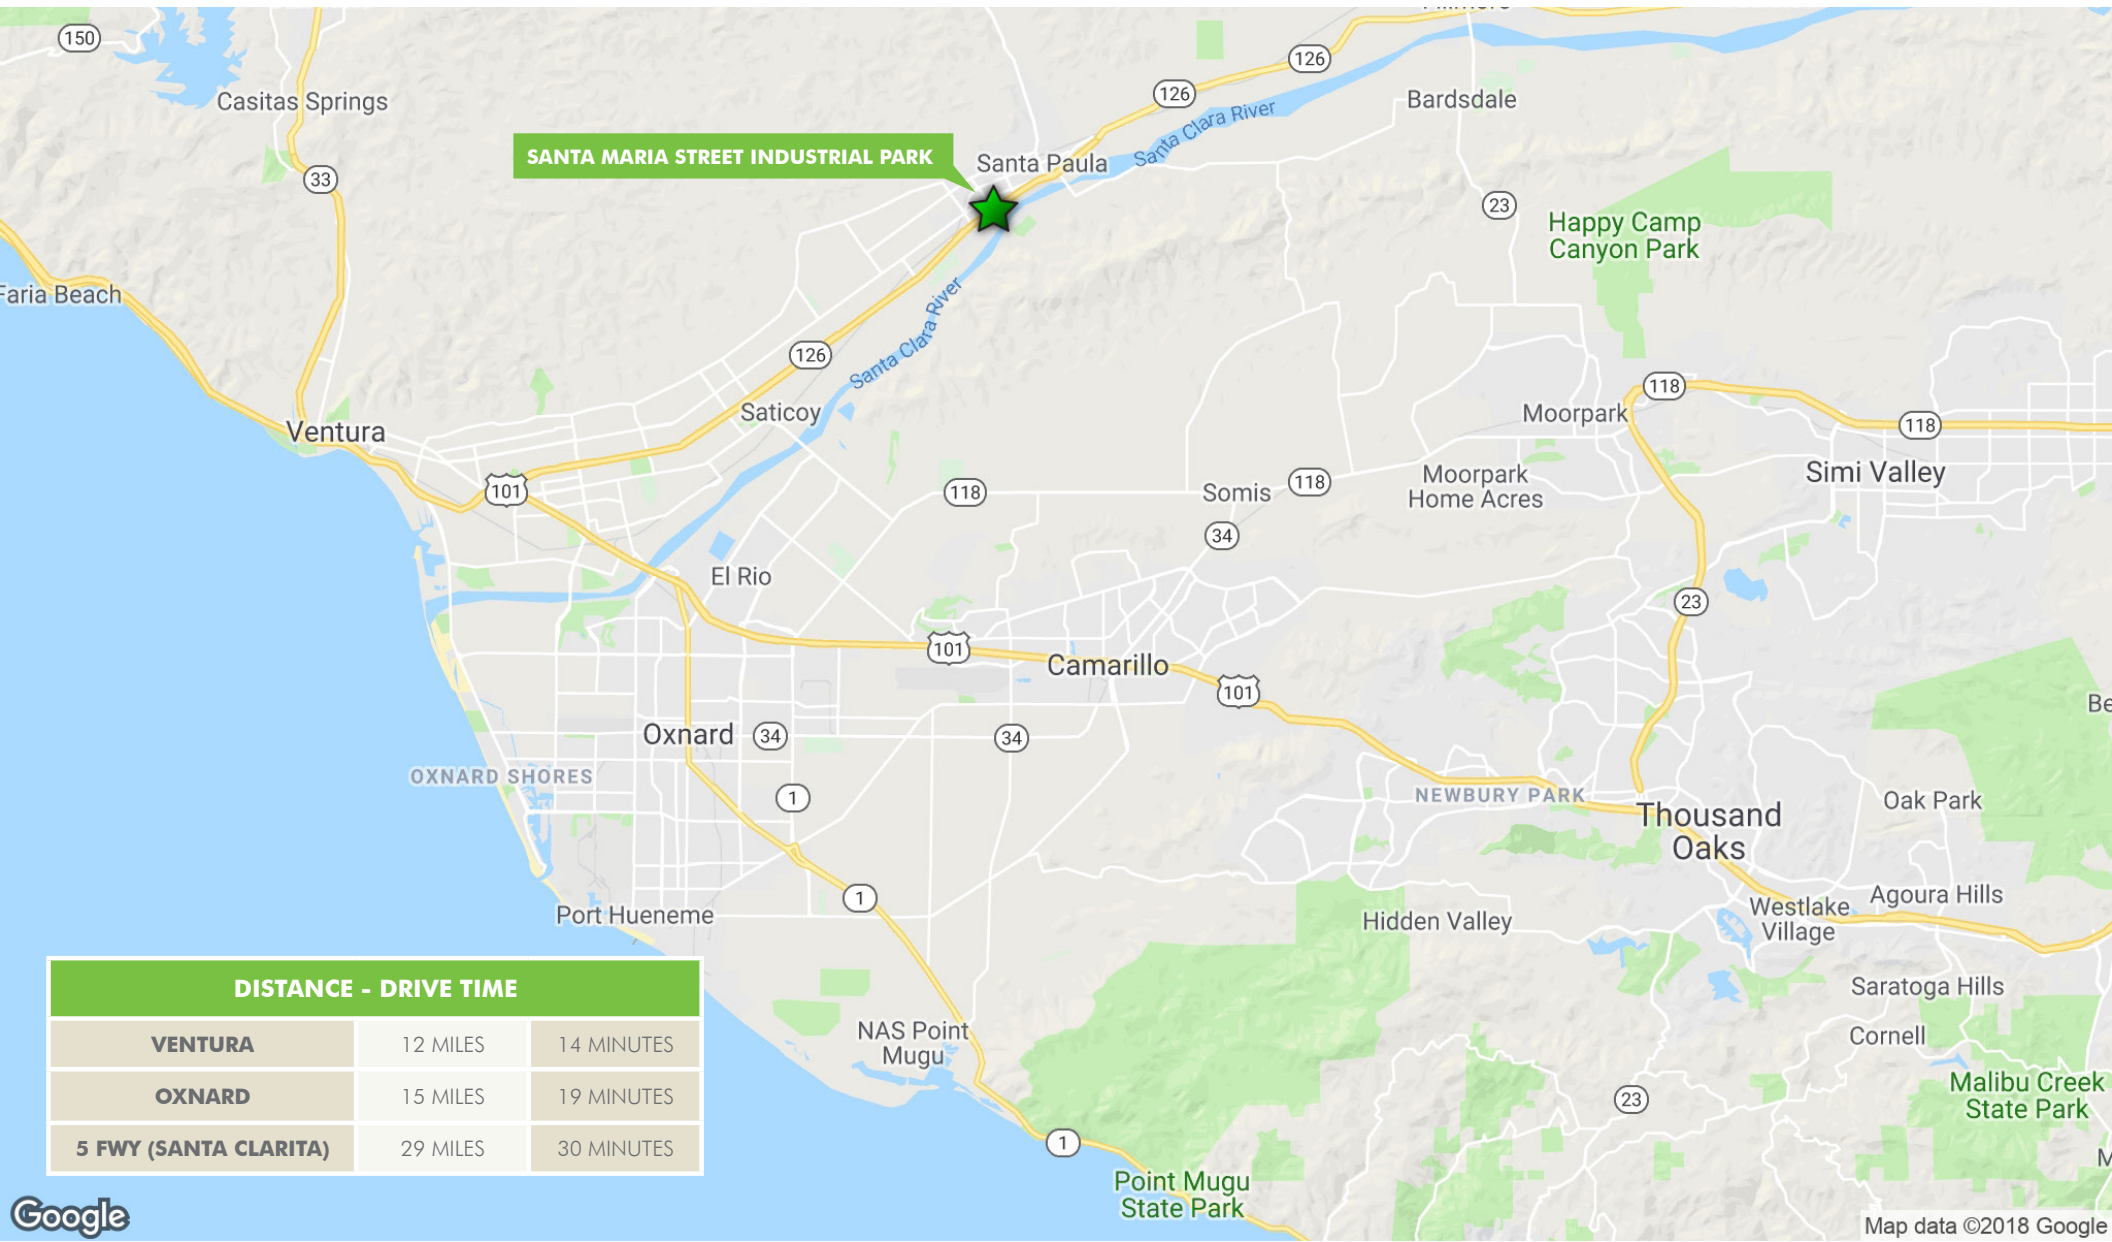 150
126
126
Casitas Springs
Bardsdale
Santa Clara River
SANTA MARIA STREET INDUSTRIAL PARK
Santa Paula
33
23
Happy Camp
Canyon Park
Faria Beach
Santa Clara River
126
118
Saticoy
Moorpark
118
Ventura
Simi Valley
Moorpark
Home Acres
118
101
118
Somis
34
El Rio
23
101
Camarillo
101
Oxnard
34
34
OXNARD SHORES
1
NEWBURY PARK
Oak Park
Thousand
Oaks
1
Agoura Hills
Port Hueneme
Hidden Valley
Westlake
Village
Saratoga Hills
DISTANCE - DRIVE TIME
VENTURA 12 MILES 14 MINUTES
OXNARD 15 MILES 19 MINUTES
5 FWY (SANTA CLARITA) 29 MILES 30 MINUTES
NAS Point
Mugu
Cornell
Malibu Creek
State Park
23
1
Point Mugu
State Park
Google
Map data ©2018 Google